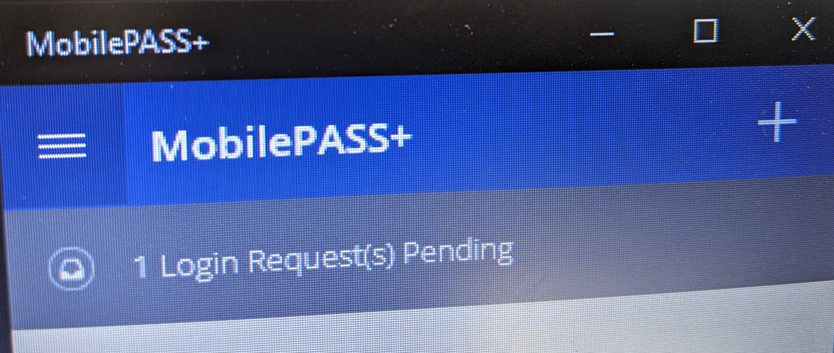 MobilePASS+
MobilePASS+
1 Login Request(s) Pending